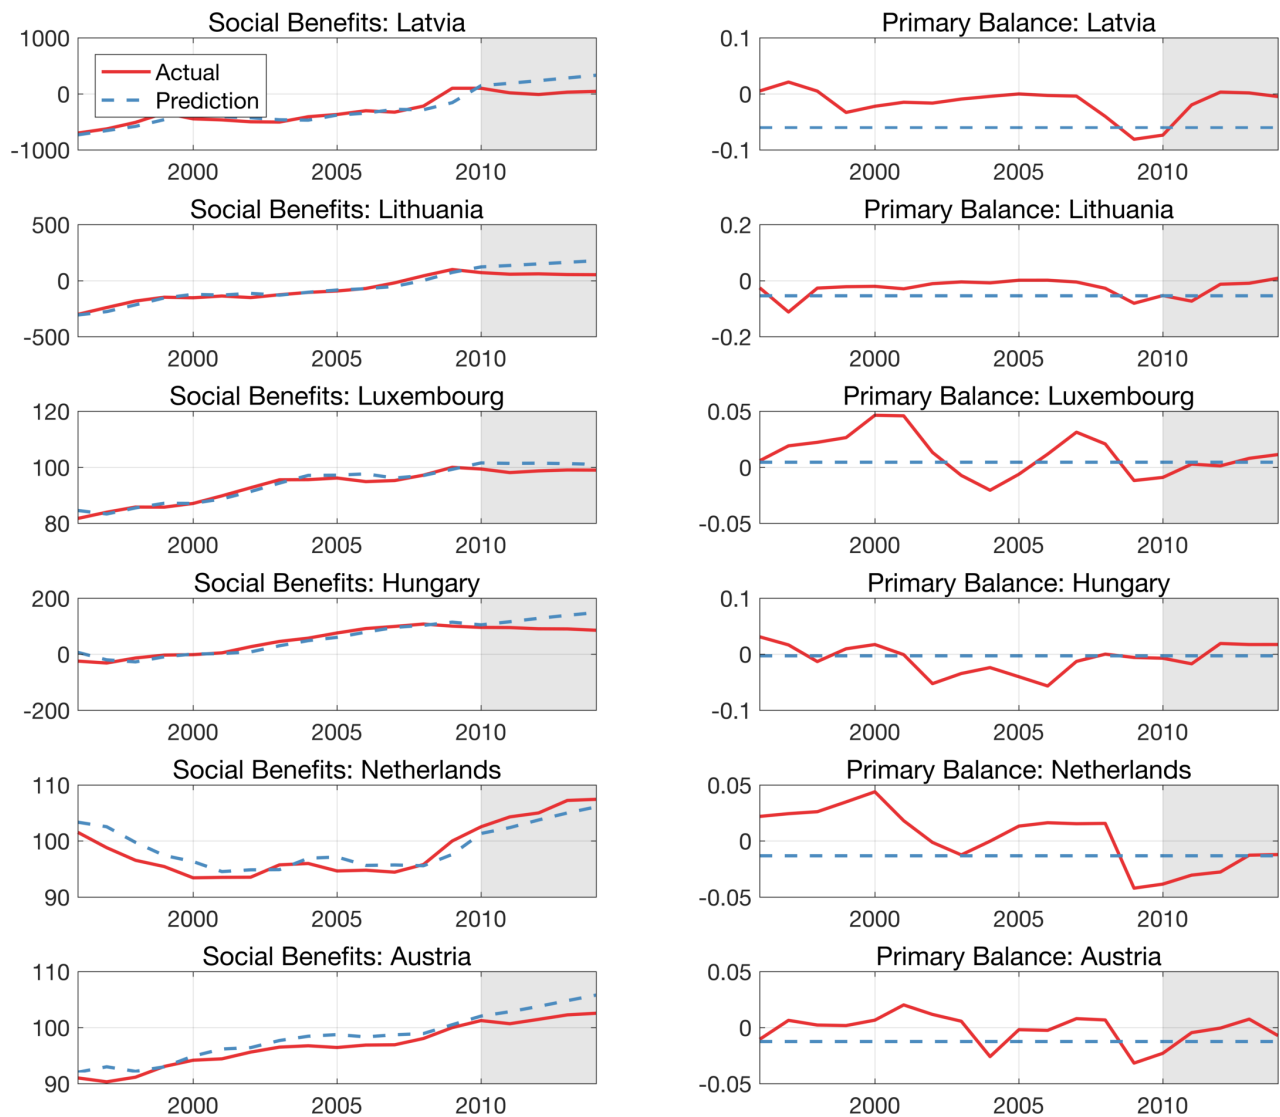 Social Benefits: Latvia
1000
0
-1000
Actual
Prediction
2000 2005 2010
Primary Balance: Latvia
0.1
0
-0.1
2000 2005 2010
Social Benefits: Lithuania
500
0
-500
2000 2005 2010
Primary Balance: Lithuania
0.2
0
-0.2
2000 2005 2010
Social Benefits: Luxembourg
120
100
80
2000 2005 2010
Primary Balance: Luxembourg
0.05
0
-0.05
2000 2005 2010
Social Benefits: Hungary
200
0
-200
2000 2005 2010
Primary Balance: Hungary
0.1
0
-0.1
2000 2005 2010
Social Benefits: Netherlands
110
100
90
2000 2005 2010
Primary Balance: Netherlands
0.05
0
-0.05
2000 2005 2010
Social Benefits: Austria
110
100
90
2000 2005 2010
Primary Balance: Austria
0.05
0
-0.05
2000 2005 2010